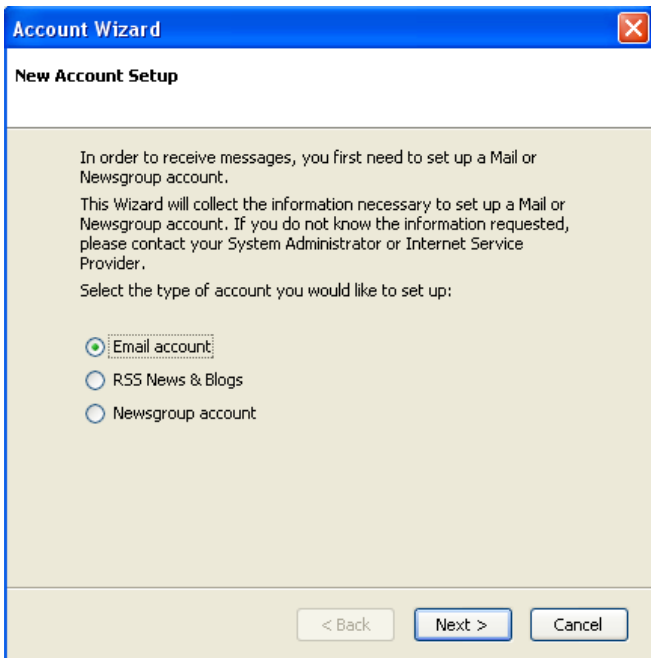 Account Wizard
New Account Setup
In order to receive messages, you first need to set up a Mail or
Newsgroup account.
This Wizard will collect the information necessary to set up a Mail or
Newsgroup account. If you do not know the information requested,
please contact your System Administrator or Internet Service
Provider.
Select the type of account you would like to set up:
Email account
RSS News & Blogs
Newsgroup account
< Back Next > Cancel